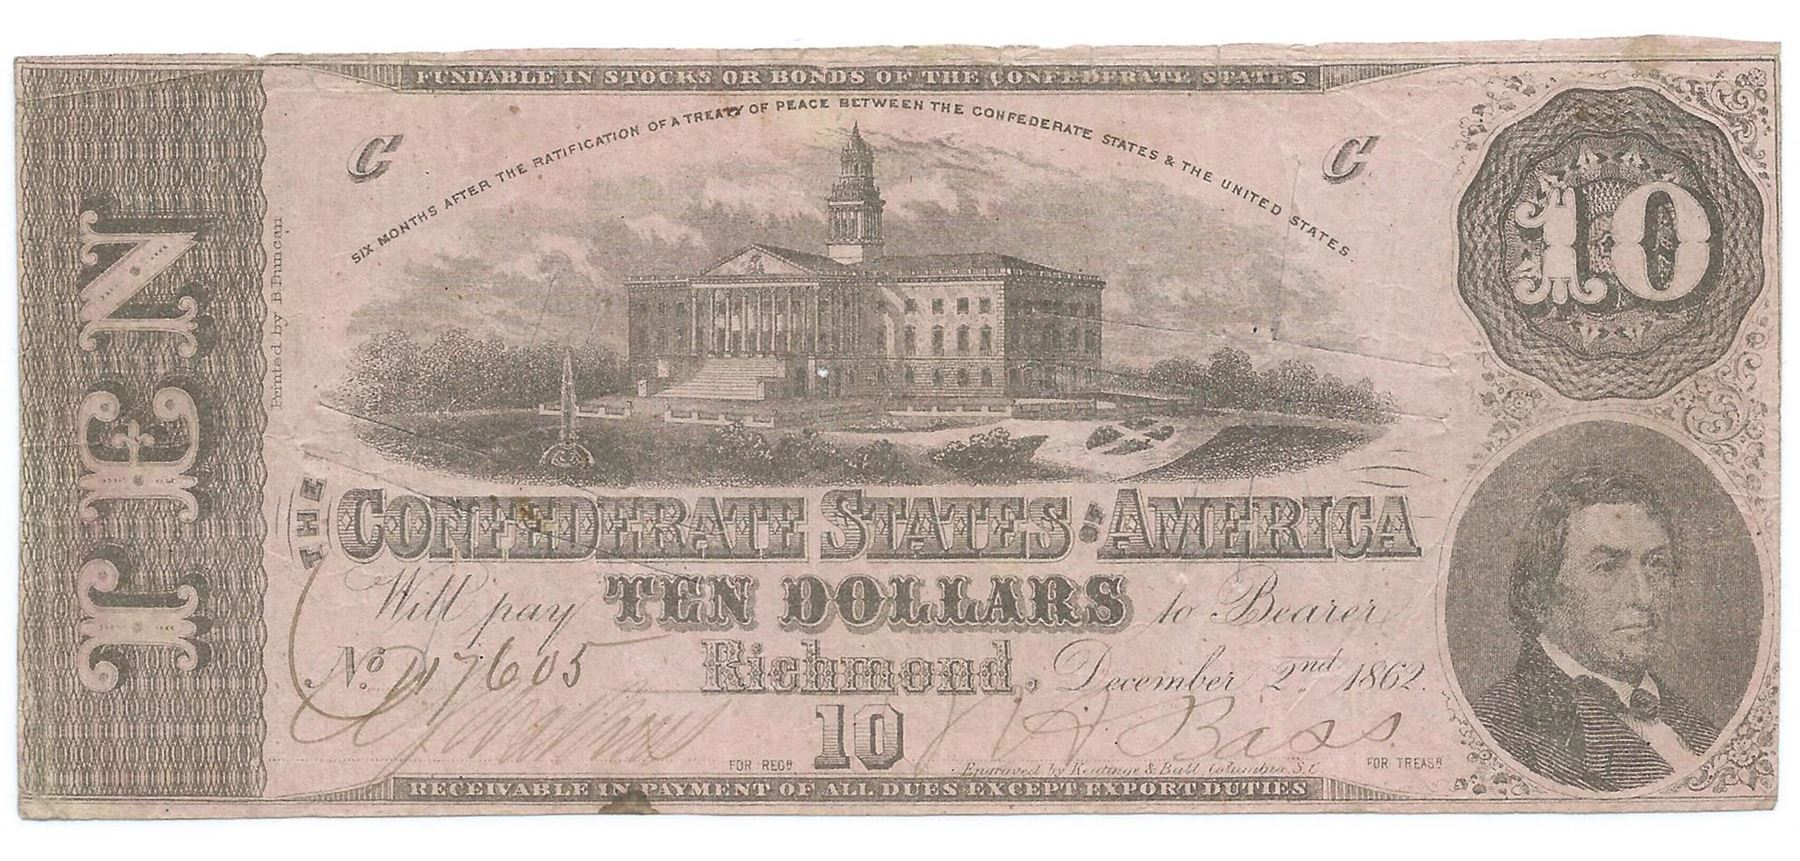 FUNDABLE IN STOCKS OR BONDS OF THE CONFEDERATE STATES
SIX MONTHS AFTER THE RATIFICATION OF A TREATY OF PEACE BETWEEN THE CONFEDERATE STATES & THE UNITED STATES.
C C
10
TEN
Printed by B. Duncan
THE CONFEDERATE STATES OF AMERICA
Will pay TEN DOLLARS to Bearer
No. 117605 Richmond, December 2nd 1862.
10 Bass
FOR REGR. FOR TREASR.
Engraved by Keatinge & Ball Columbia, S.C.
RECEIVABLE IN PAYMENT OF ALL DUES EXCEPT EXPORT DUTIES